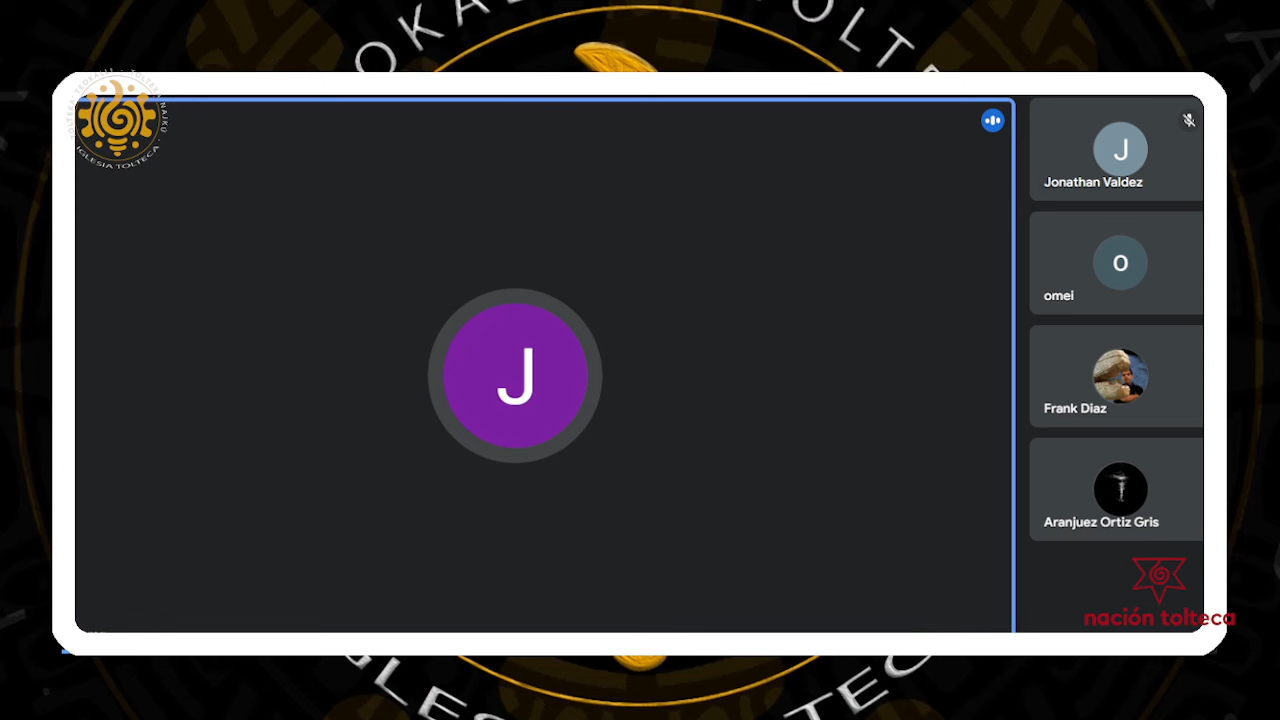 IGLESIA TOLTECA
J
J
Jonathan Valdez
o
omei
Frank Diaz
Aranjuez Ortiz Gris
nación tolteca